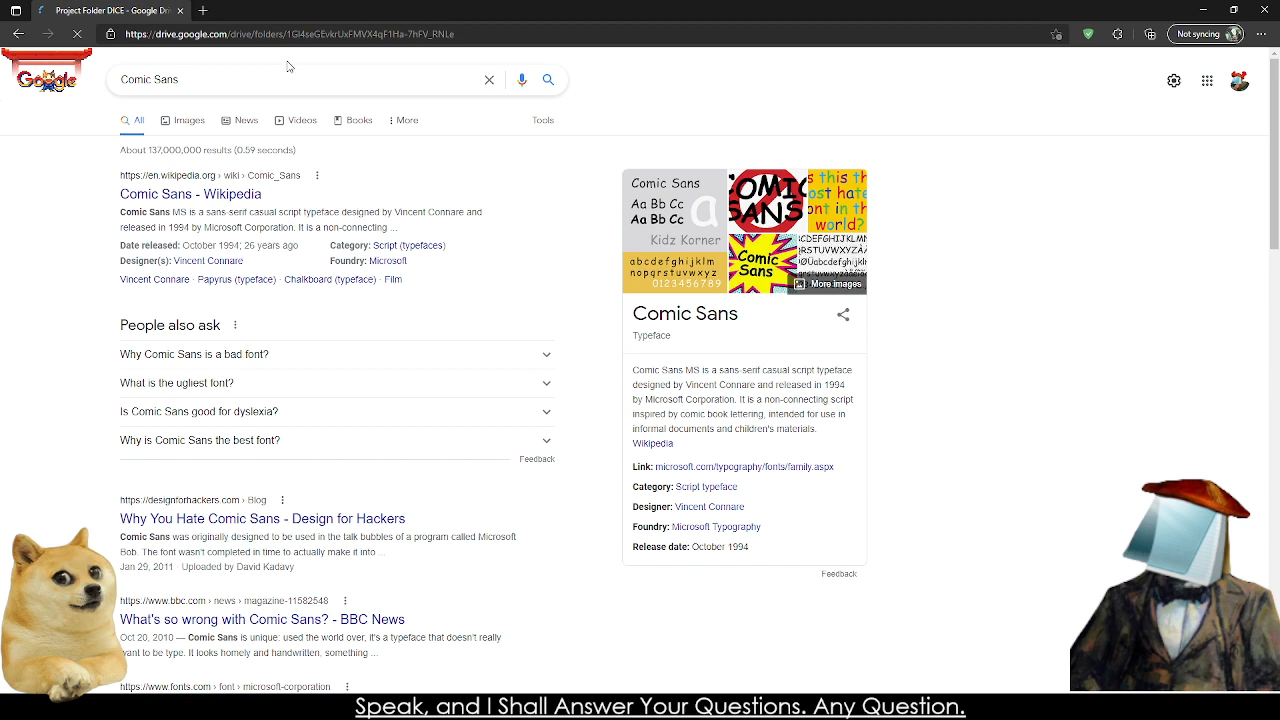 Project Folder DICE - Google Dri
https://drive.google.com/drive/folders/1Gl4seGEvkrUxFMVX4qF1Ha-7hFV_RNLe
Not syncing
Google
Comic Sans
All
Images
News
Videos
Books
More
Tools
About 137,000,000 results (0.59 seconds)
https://en.wikipedia.org › wiki › Comic_Sans
Comic Sans - Wikipedia
Comic Sans MS is a sans-serif casual script typeface designed by Vincent Connare and
released in 1994 by Microsoft Corporation. It is a non-connecting ...
Date released: October 1994; 26 years ago
Category: Script (typefaces)
Designer(s): Vincent Connare
Foundry: Microsoft
Vincent Connare · Papyrus (typeface) · Chalkboard (typeface) · Film
People also ask
Why Comic Sans is a bad font?
What is the ugliest font?
Is Comic Sans good for dyslexia?
Why is Comic Sans the best font?
Feedback
https://designforhackers.com › Blog
Why You Hate Comic Sans - Design for Hackers
Comic Sans was originally designed to be used in the talk bubbles of a program called Microsoft
Bob. The font wasn't completed in time to actually make it into ...
Jan 29, 2011 · Uploaded by David Kadavy
https://www.bbc.com › news › magazine-11582548
What's so wrong with Comic Sans? - BBC News
Oct 20, 2010 — Comic Sans is unique: used the world over, it's a typeface that doesn't really
want to be type. It looks homely and handwritten, something ...
https://www.fonts.com › font › microsoft-corporation
Comic Sans
Aa Bb Cc
Aa Bb Cc
a
Kidz Korner
abcdefghijklm
nopqrstuvwxyz
0123456789
COMIC
SANS
s this th
ost hate
ont in the
world?
Comic
Sans
More images
Comic Sans
Typeface
Comic Sans MS is a sans-serif casual script typeface
designed by Vincent Connare and released in 1994
by Microsoft Corporation. It is a non-connecting script
inspired by comic book lettering, intended for use in
informal documents and children's materials.
Wikipedia
Link: microsoft.com/typography/fonts/family.aspx
Category: Script typeface
Designer: Vincent Connare
Foundry: Microsoft Typography
Release date: October 1994
Feedback
Speak, and I Shall Answer Your Questions. Any Question.